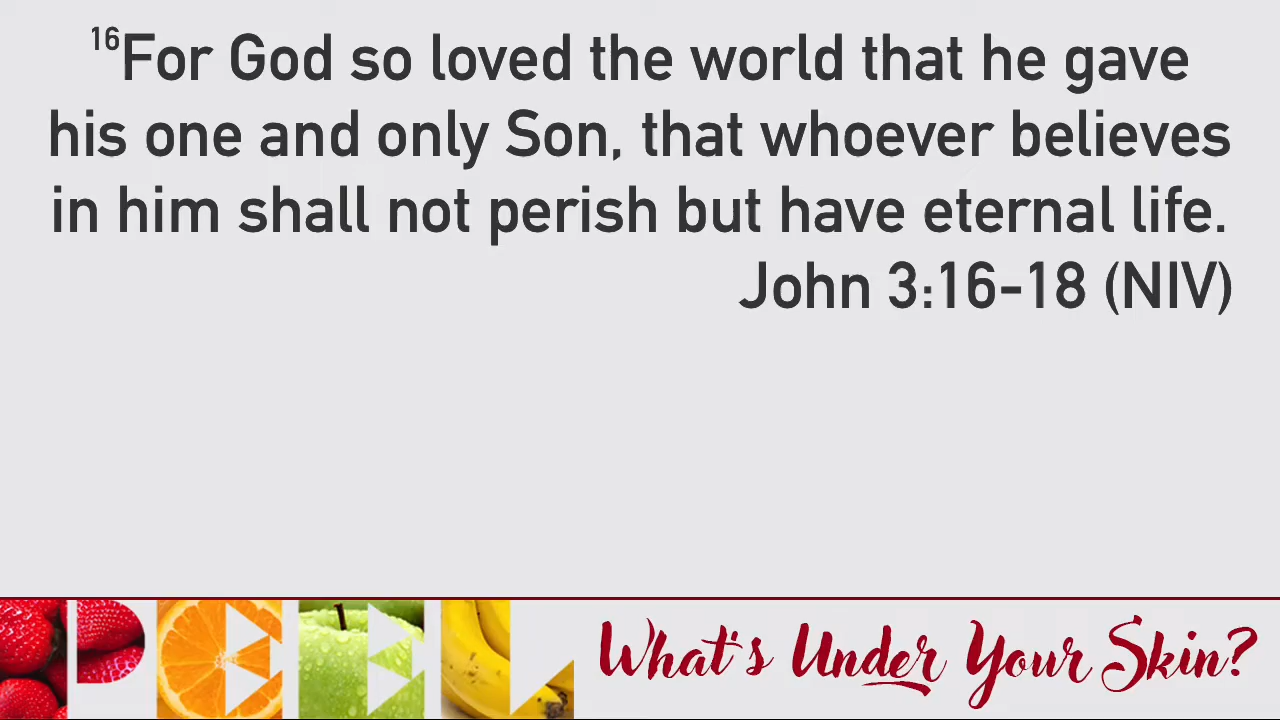 16For God so loved the world that he gave
his one and only Son, that whoever believes
in him shall not perish but have eternal life.
John 3:16-18 (NIV)
PEEL What's Under Your Skin?